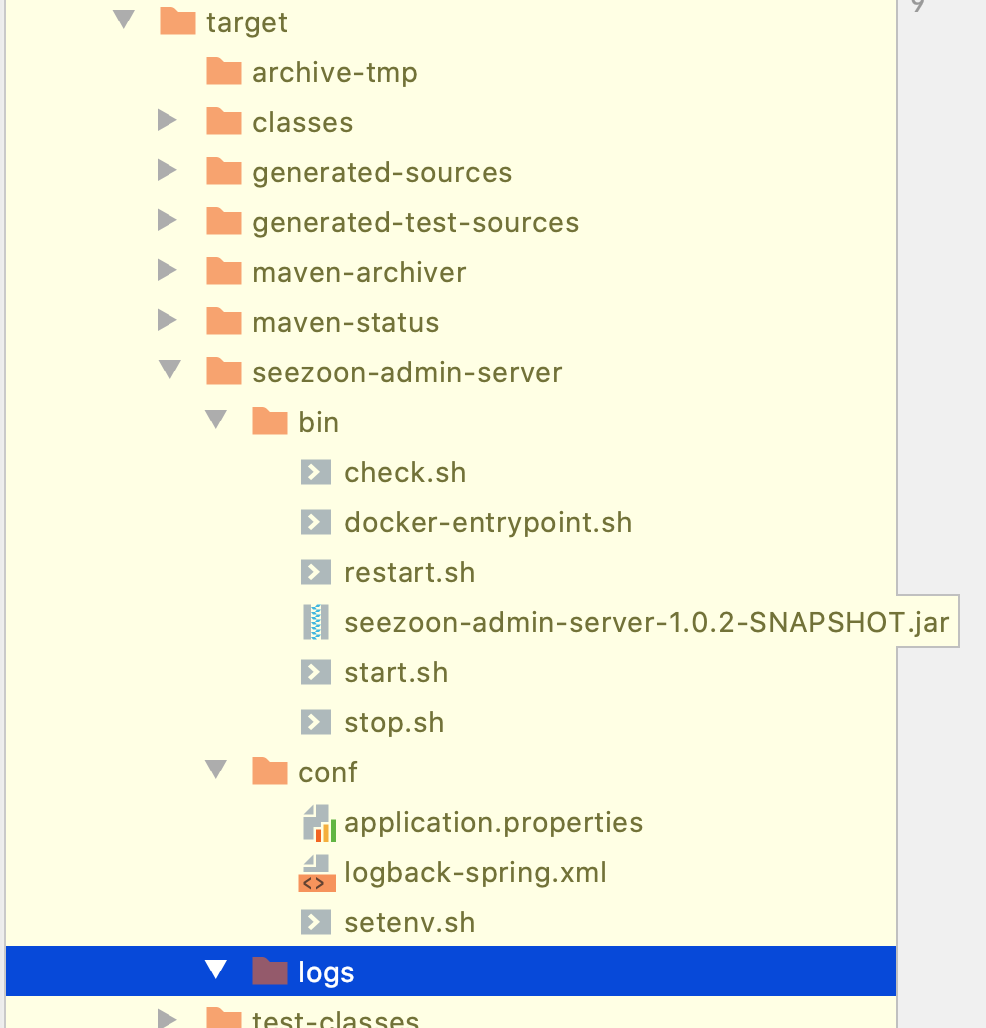 9
target
archive-tmp
classes
generated-sources
generated-test-sources
maven-archiver
maven-status
seezoon-admin-server
bin
check.sh
docker-entrypoint.sh
restart.sh
seezoon-admin-server-1.0.2-SNAPSHOT.jar
start.sh
stop.sh
conf
application.properties
logback-spring.xml
setenv.sh
logs
test-classes